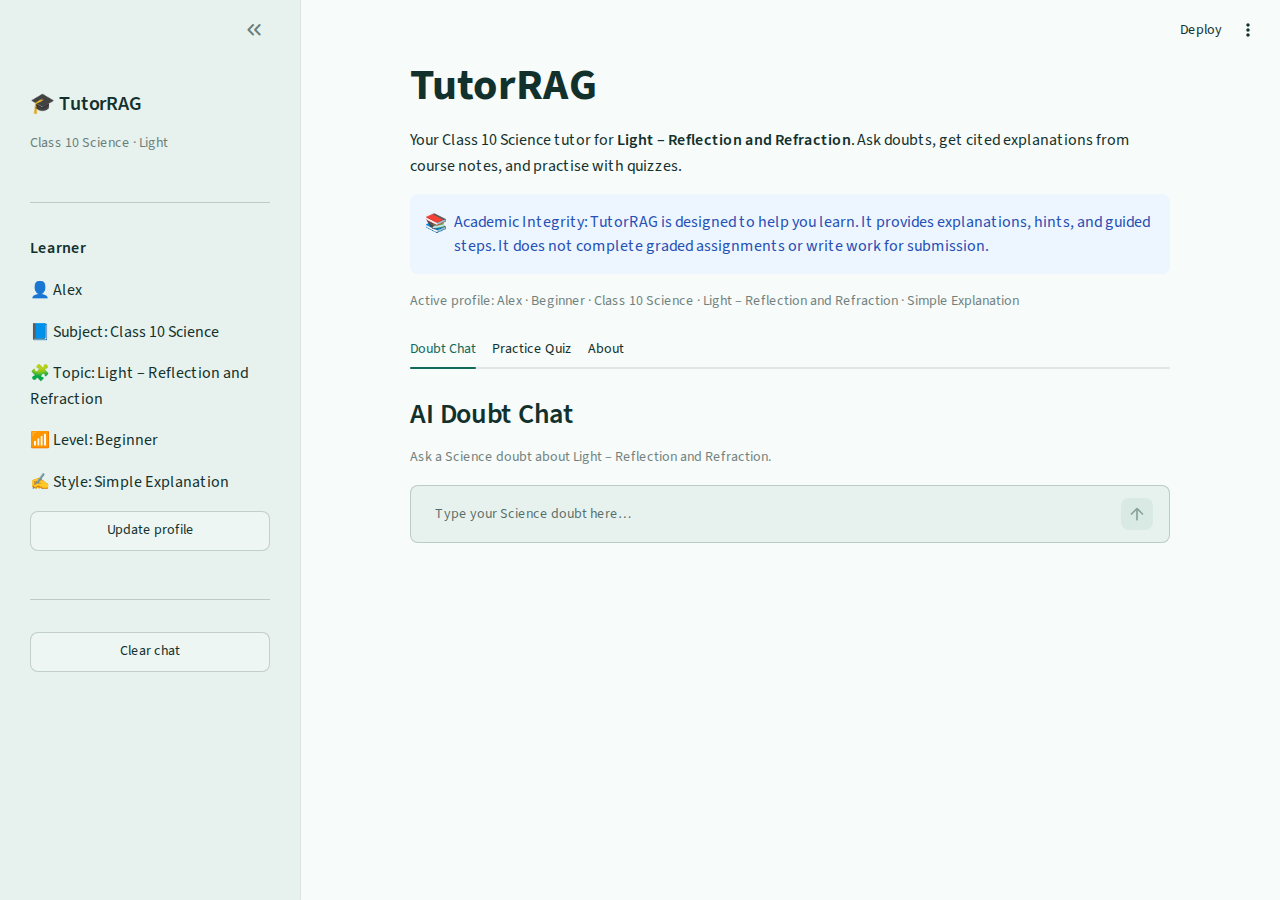 Deploy
🎓 TutorRAG
Class 10 Science · Light
Learner
👤 Alex
📘 Subject: Class 10 Science
🧩 Topic: Light – Reflection and
Refraction
📶 Level: Beginner
✍️ Style: Simple Explanation
Update profile
Clear chat
TutorRAG
Your Class 10 Science tutor for Light – Reflection and Refraction. Ask doubts, get cited explanations from
course notes, and practise with quizzes.
📚 Academic Integrity: TutorRAG is designed to help you learn. It provides explanations, hints, and guided
steps. It does not complete graded assignments or write work for submission.
Active profile: Alex · Beginner · Class 10 Science · Light – Reflection and Refraction · Simple Explanation
Doubt Chat Practice Quiz About
AI Doubt Chat
Ask a Science doubt about Light – Reflection and Refraction.
Type your Science doubt here…